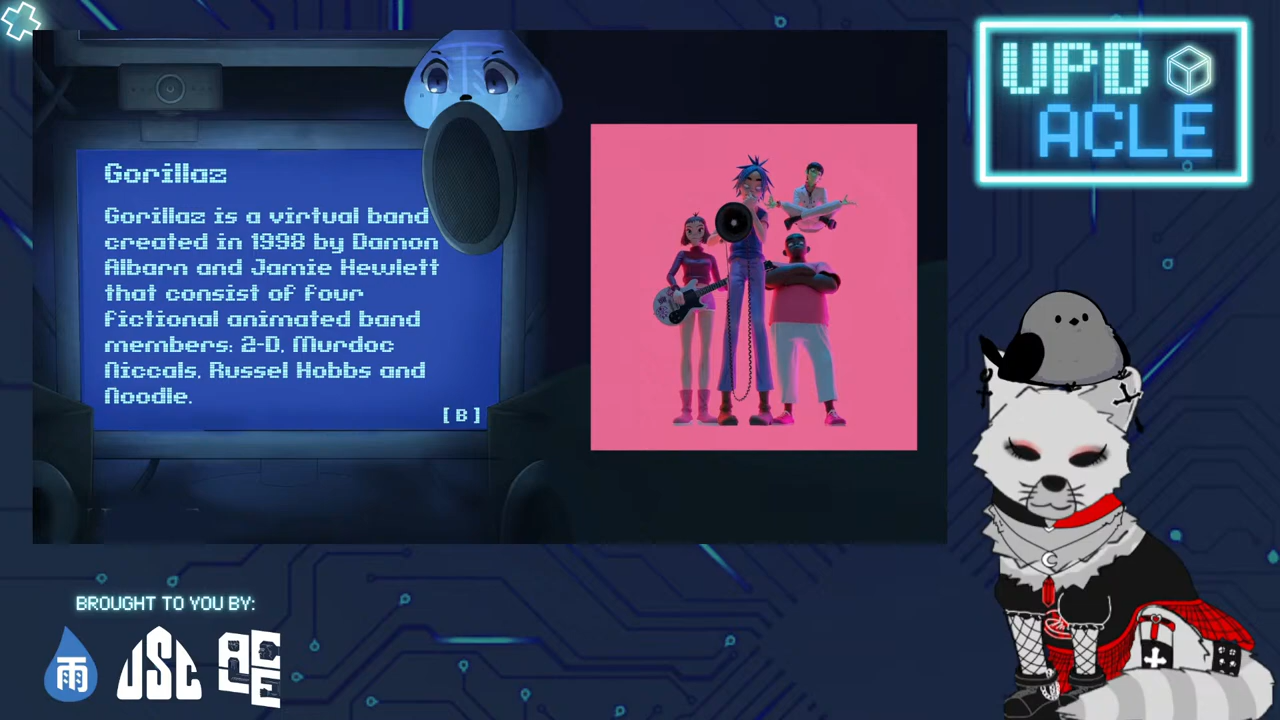 UPD
ACLE
Gorillaz
Gorillaz is a virtual band
created in 1998 by Damon
Albarn and Jamie Hewlett
that consist of four
fictional animated band
members: 2-D, Murdoc
Niccals, Russel Hobbs and
Noodle.
[ B ]
BROUGHT TO YOU BY:
雨
JSC
ACLE